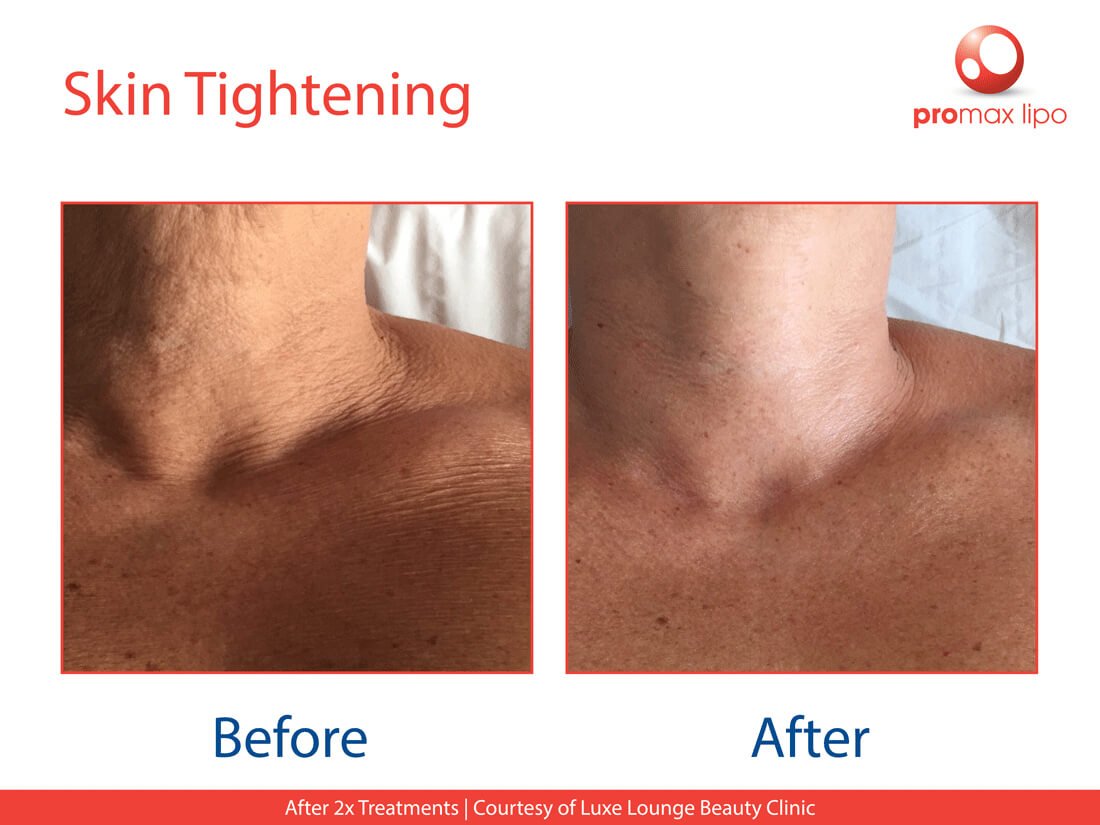 Skin Tightening
promax lipo
Before
After
After 2x Treatments | Courtesy of Luxe Lounge Beauty Clinic